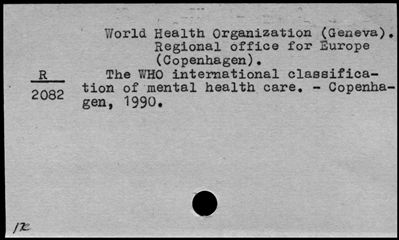 World Health Organization (Geneva).
Regional office for Europe
(Copenhagen).
R
2082
The WHO international classifica-
tion of mental health care. - Copenha-
gen, 1990.